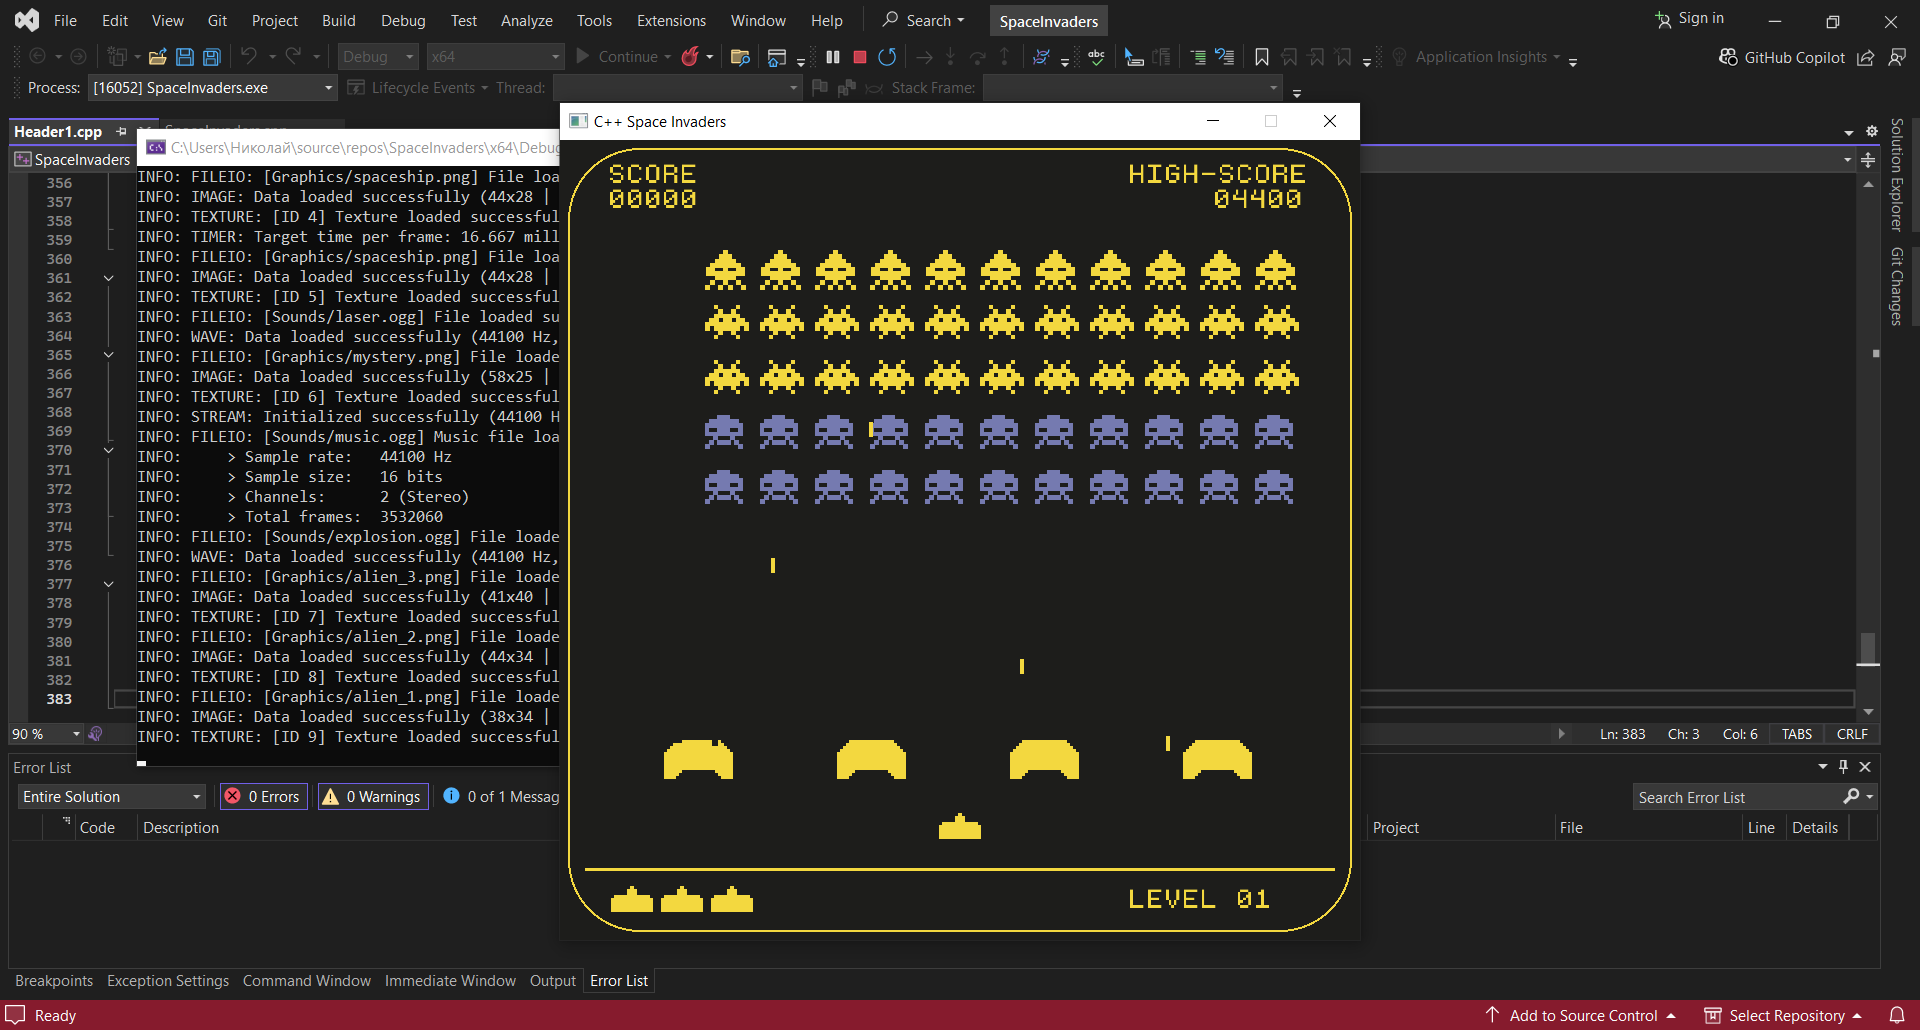 File Edit View Git Project Build Debug Test Analyze Tools Extensions Window Help Search SpaceInvaders Sign in
Debug x64 Continue abc Application Insights GitHub Copilot
Process: [16052] SpaceInvaders.exe Lifecycle Events Thread: Stack Frame:
Header1.cpp
SpaceInvaders
C:\Users\Николай\source\repos\SpaceInvaders\x64\Debug
356
357
358
359
360
361
362
363
364
365
366
367
368
369
370
371
372
373
374
375
376
377
378
379
380
381
382
383
INFO: FILEIO: [Graphics/spaceship.png] File loa
INFO: IMAGE: Data loaded successfully (44x28 |
INFO: TEXTURE: [ID 4] Texture loaded successful
INFO: TIMER: Target time per frame: 16.667 mill
INFO: FILEIO: [Graphics/spaceship.png] File loa
INFO: IMAGE: Data loaded successfully (44x28 |
INFO: TEXTURE: [ID 5] Texture loaded successful
INFO: FILEIO: [Sounds/laser.ogg] File loaded su
INFO: WAVE: Data loaded successfully (44100 Hz,
INFO: FILEIO: [Graphics/mystery.png] File loade
INFO: IMAGE: Data loaded successfully (58x25 |
INFO: TEXTURE: [ID 6] Texture loaded successful
INFO: STREAM: Initialized successfully (44100 H
INFO: FILEIO: [Sounds/music.ogg] Music file loa
INFO: > Sample rate: 44100 Hz
INFO: > Sample size: 16 bits
INFO: > Channels: 2 (Stereo)
INFO: > Total frames: 3532060
INFO: FILEIO: [Sounds/explosion.ogg] File loade
INFO: WAVE: Data loaded successfully (44100 Hz,
INFO: FILEIO: [Graphics/alien_3.png] File loade
INFO: IMAGE: Data loaded successfully (41x40 |
INFO: TEXTURE: [ID 7] Texture loaded successful
INFO: FILEIO: [Graphics/alien_2.png] File loade
INFO: IMAGE: Data loaded successfully (44x34 |
INFO: TEXTURE: [ID 8] Texture loaded successful
INFO: FILEIO: [Graphics/alien_1.png] File loade
INFO: IMAGE: Data loaded successfully (38x34 |
INFO: TEXTURE: [ID 9] Texture loaded successful
C++ Space Invaders
SCORE HIGH-SCORE
00000 04400
LEVEL 01
Solution Explorer
Git Changes
90 % Ln: 383 Ch: 3 Col: 6 TABS CRLF
Error List
Entire Solution 0 Errors 0 Warnings 0 of 1 Messag Search Error List
Code Description Project File Line Details
Breakpoints Exception Settings Command Window Immediate Window Output Error List
Ready Add to Source Control Select Repository